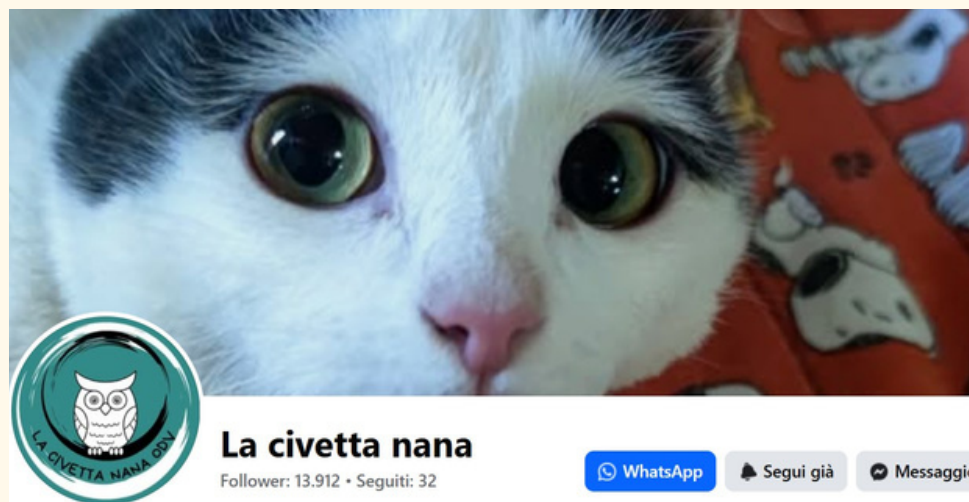 LA CIVETTA NANA ODV
La civetta nana
Follower: 13.912 • Seguiti: 32
WhatsApp
Segui già
Messaggio